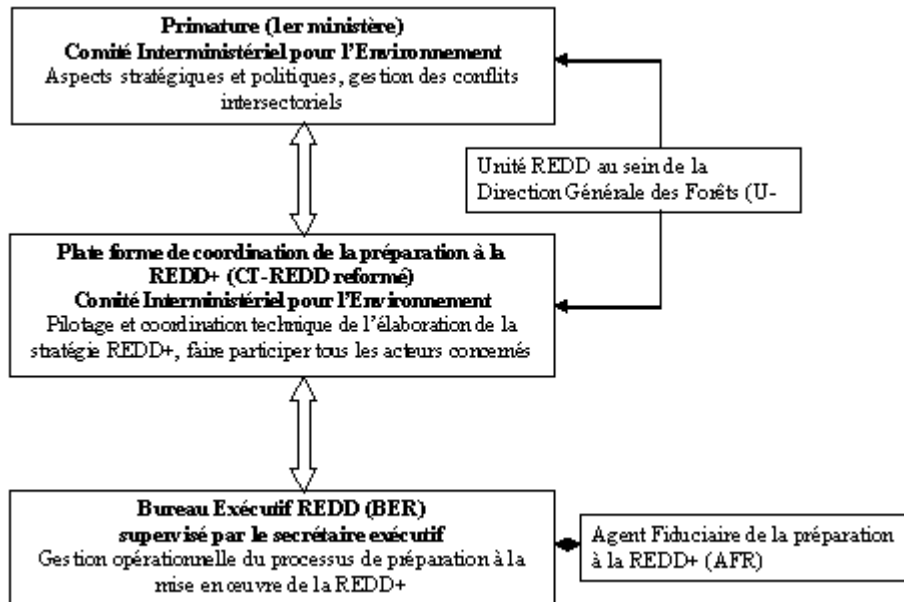 Primature (1er ministère)
Comité Interministériel pour l'Environnement
Aspects stratégiques et politiques, gestion des conflits
intersectoriels
Unité REDD au sein de la
Direction Générale des Forêts (U-
Plate forme de coordination de la préparation à la
REDD+ (CT-REDD reformé)
Comité Interministériel pour l'Environnement
Pilotage et coordination technique de l'élaboration de la
stratégie REDD+, faire participer tous les acteurs concernés
Bureau Exécutif REDD (BER)
supervisé par le secrétaire exécutif
Gestion opérationnelle du processus de préparation à la
mise en œuvre de la REDD+
Agent Fiduciaire de la préparation
à la REDD+ (AFR)